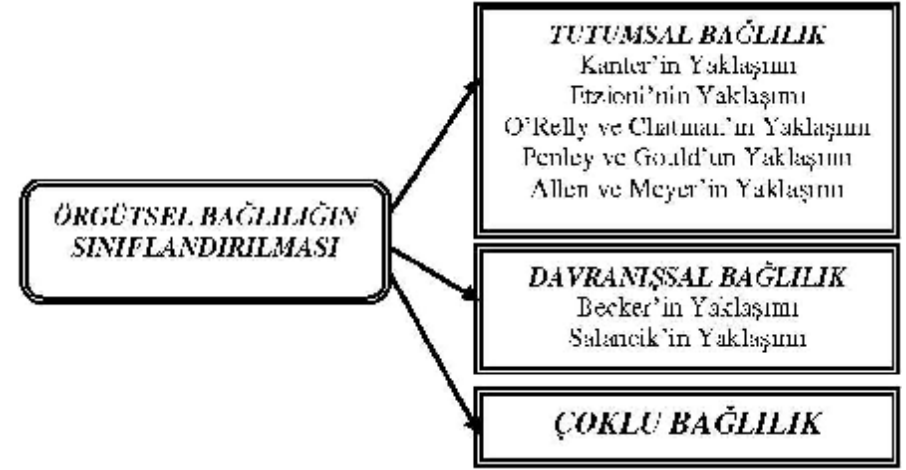 ÖRGÜTSEL BAĞLILIĞIN
SINIFLANDIRILMASI
TUTUMSAL BAĞLILIK
Kanter'in Yaklaşımı
Etzioni'nin Yaklaşımı
O'Relly ve Chatman'ın Yaklaşımı
Penley ve Gould'un Yaklaşımı
Allen ve Meyer'in Yaklaşımı
DAVRANIŞSAL BAĞLILIK
Becker'in Yaklaşımı
Salancik'in Yaklaşımı
ÇOKLU BAĞLILIK